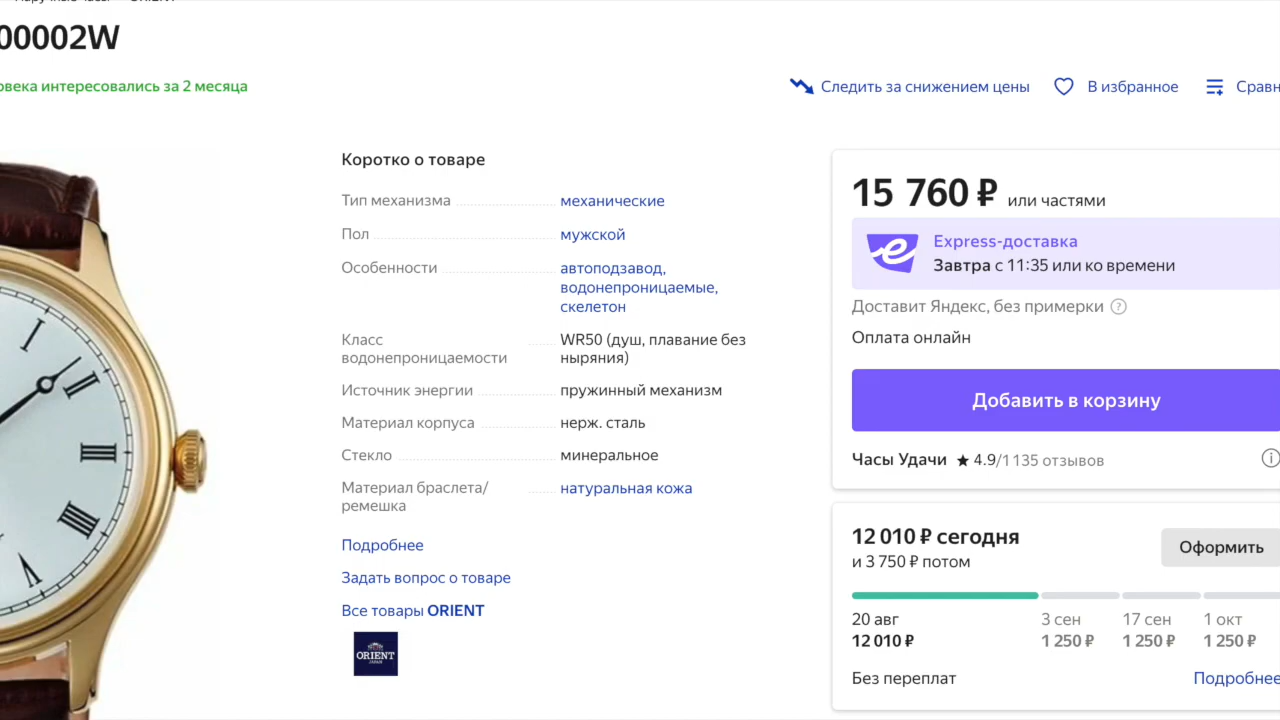 00002W
овека интересовались за 2 месяца
Следить за снижением цены
В избранное
Сравн
Коротко о товаре
Тип механизма
механические
Пол
мужской
Особенности
автоподзавод,
водонепроницаемые,
скелетон
Класс
водонепроницаемости
WR50 (душ, плавание без
ныряния)
Источник энергии
пружинный механизм
Материал корпуса
нерж. сталь
Стекло
минеральное
Материал браслета/
ремешка
натуральная кожа
Подробнее
Задать вопрос о товаре
Все товары ORIENT
ORIENT
JAPAN
15 760 ₽ или частями
Express-доставка
Завтра с 11:35 или ко времени
Доставит Яндекс, без примерки ?
Оплата онлайн
Добавить в корзину
Часы Удачи ★ 4.9/1 135 отзывов
12 010 ₽ сегодня
и 3 750 ₽ потом
Оформить
20 авг
12 010 ₽
3 сен
1 250 ₽
17 сен
1 250 ₽
1 окт
1 250 ₽
Без переплат
Подробнее
I
II
III
IIII